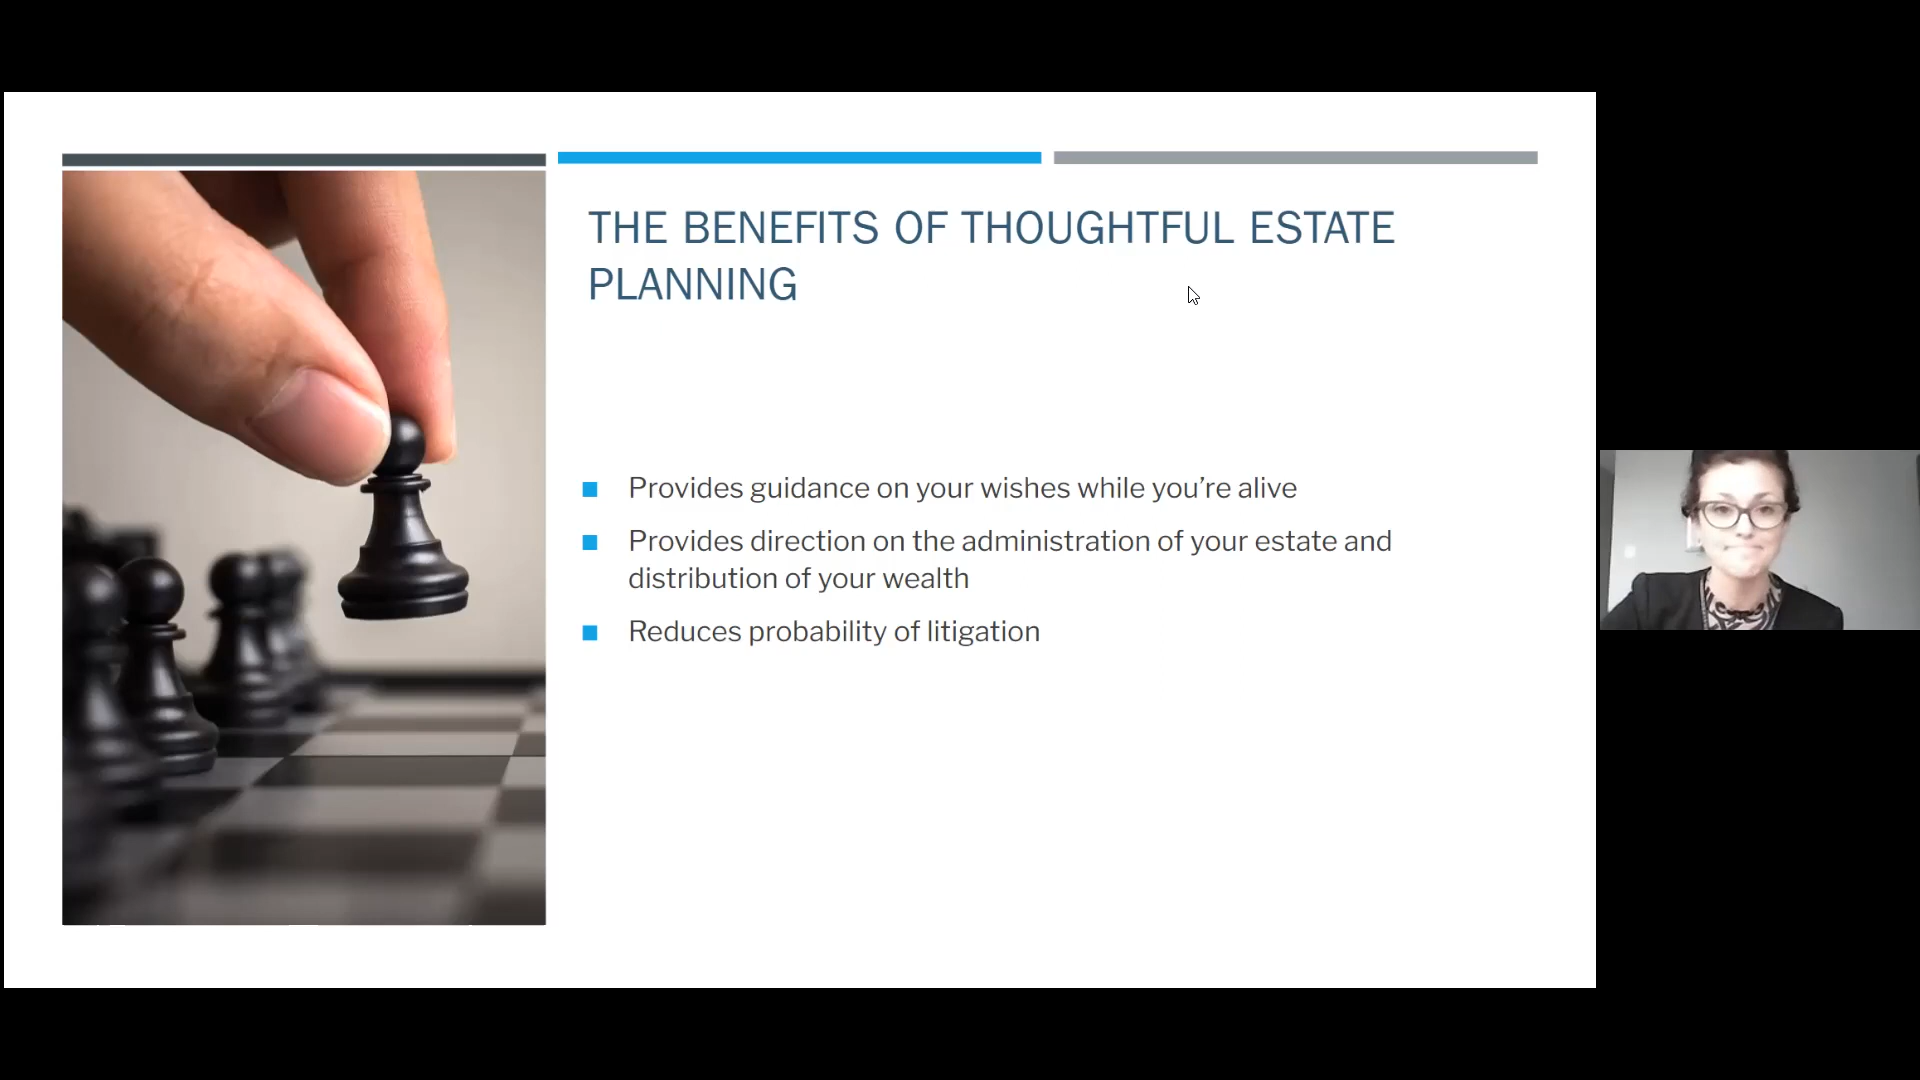 THE BENEFITS OF THOUGHTFUL ESTATE
PLANNING
Provides guidance on your wishes while you’re alive
Provides direction on the administration of your estate and
distribution of your wealth
Reduces probability of litigation